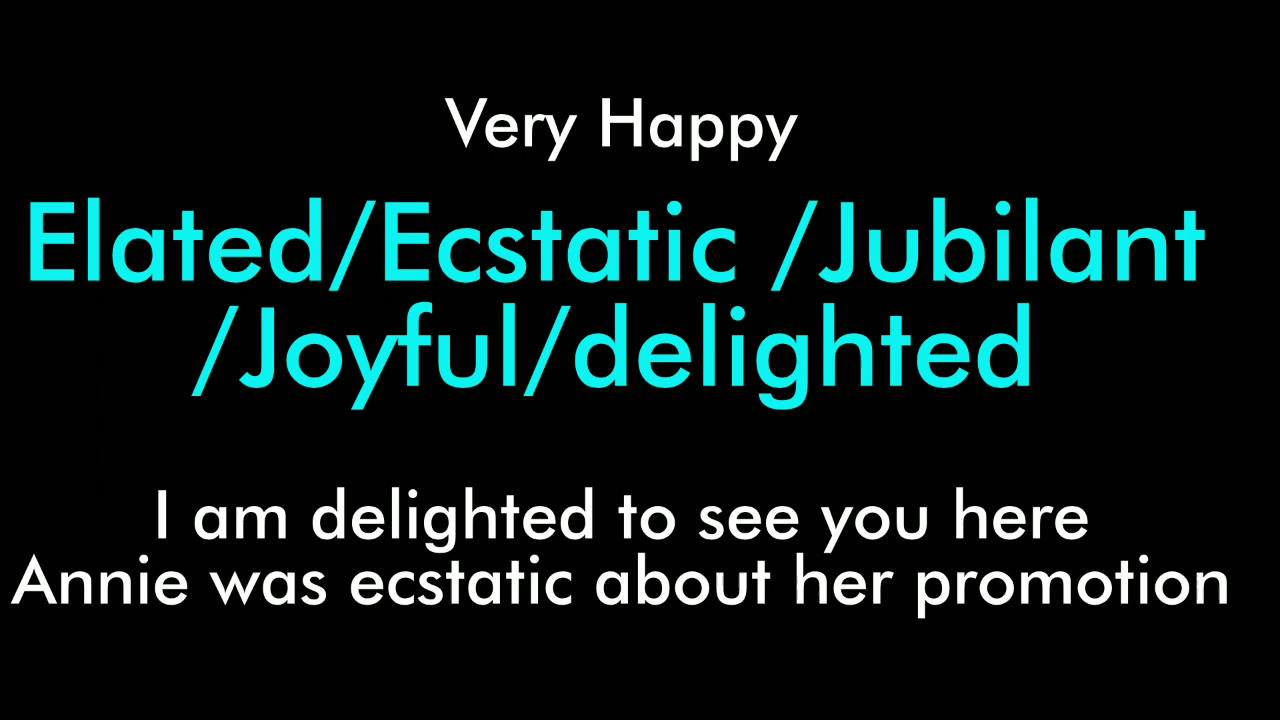 Very Happy
Elated/Ecstatic /Jubilant
/Joyful/delighted
I am delighted to see you here
Annie was ecstatic about her promotion